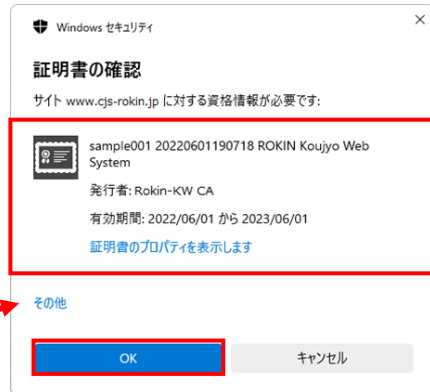 Windows セキュリティ
証明書の確認
サイト www.cjs-rokin.jp に対する資格情報が必要です:
sample001 20220601190718 ROKIN Koujyo Web
System
発行者: Rokin-KW CA
有効期間: 2022/06/01 から 2023/06/01
証明書のプロパティを表示します
その他
OK
キャンセル